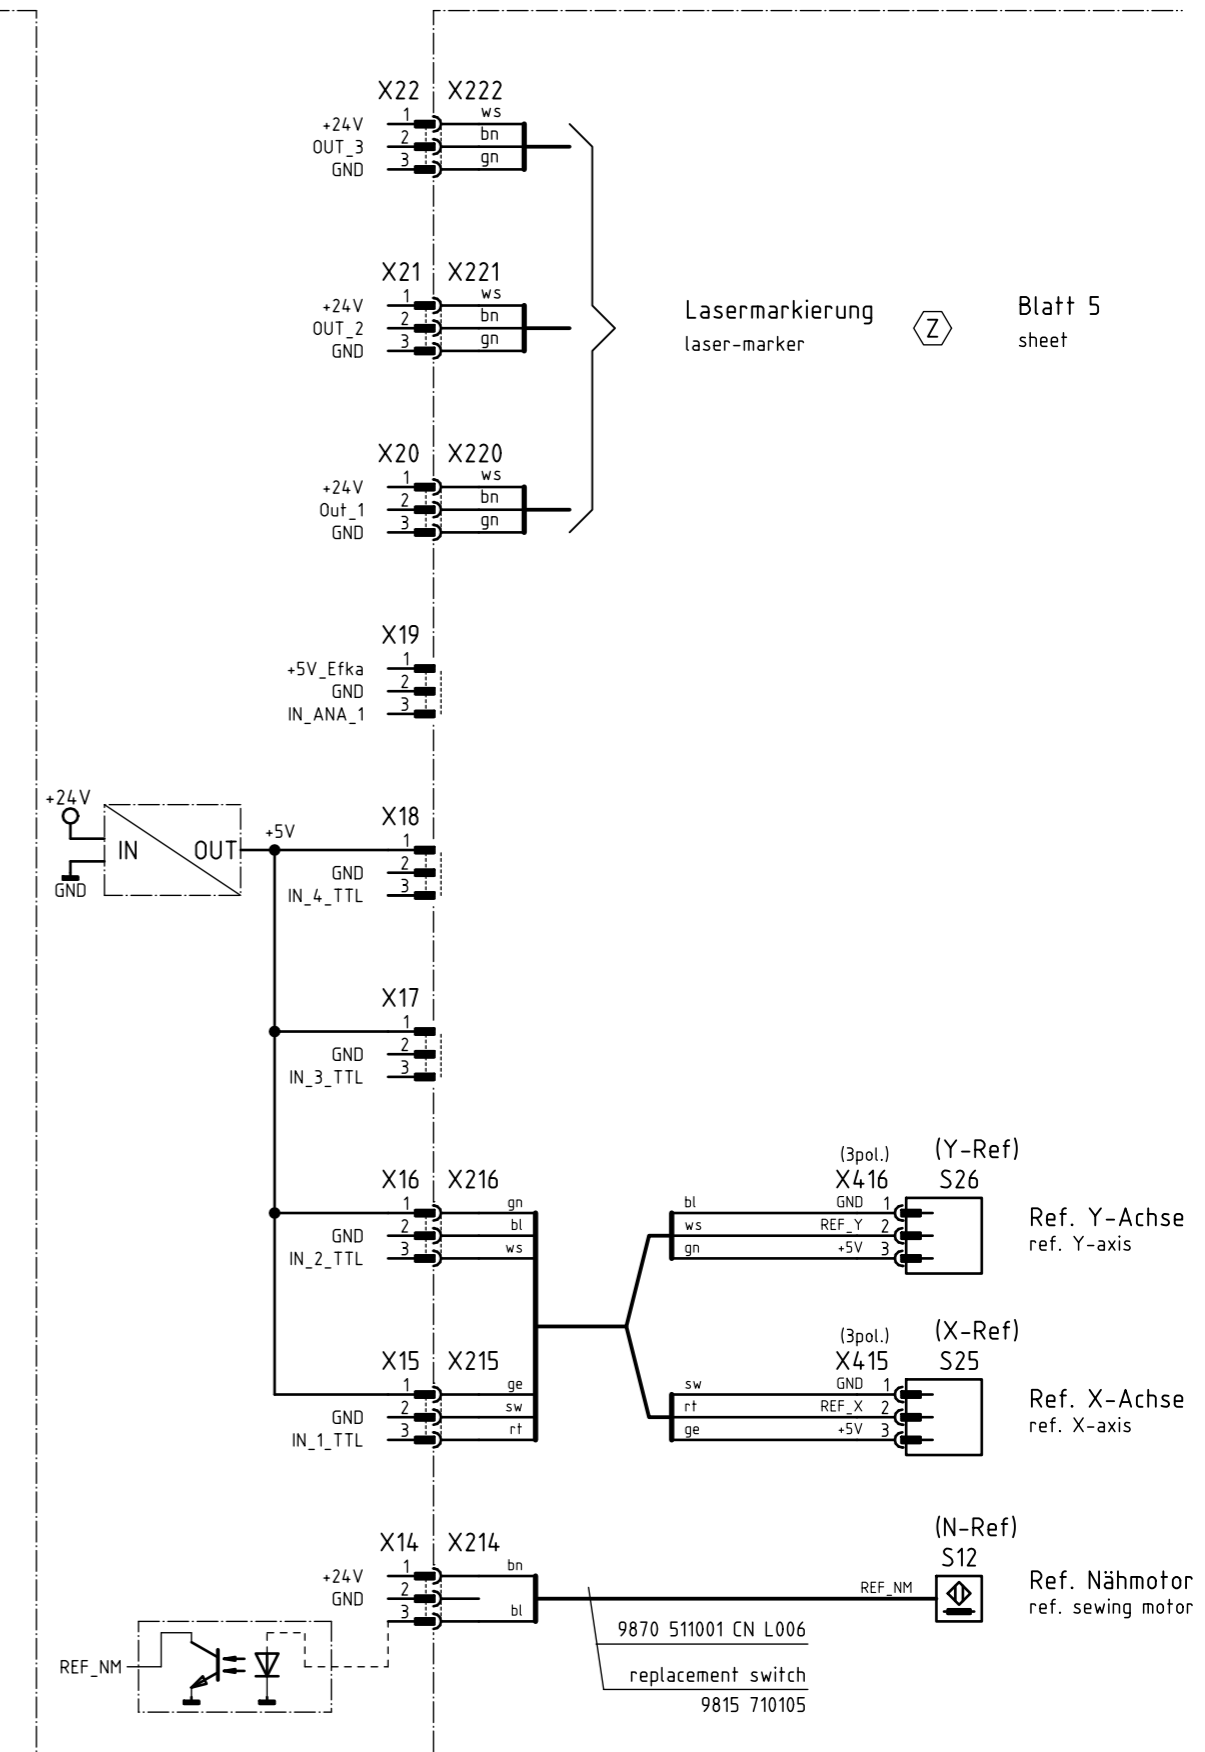 X22 X222
+24V 1 ws
OUT_3 2 bn
GND 3 gn
X21 X221
+24V 1 ws
OUT_2 2 bn
GND 3 gn
Lasermarkierung Z Blatt 5
laser-marker sheet
X20 X220
+24V 1 ws
Out_1 2 bn
GND 3 gn
X19
+5V_Efka 1
GND 2
IN_ANA_1 3
+24V
IN OUT
GND
+5V
X18
1
GND 2
IN_4_TTL 3
X17
1
GND 2
IN_3_TTL 3
X16 X216
1 gn
GND 2 bl
IN_2_TTL 3 ws
(3pol.) (Y-Ref)
X416 S26
bl GND 1
ws REF_Y 2
gn +5V 3
Ref. Y-Achse
ref. Y-axis
X15 X215
1 ge
GND 2 sw
IN_1_TTL 3 rt
(3pol.) (X-Ref)
X415 S25
sw GND 1
rt REF_X 2
ge +5V 3
Ref. X-Achse
ref. X-axis
X14 X214
+24V 1 bn
GND 2
3 bl
REF_NM
(N-Ref)
S12
REF_NM
Ref. Nähmotor
ref. sewing motor
9870 511001 CN L006
replacement switch
9815 710105